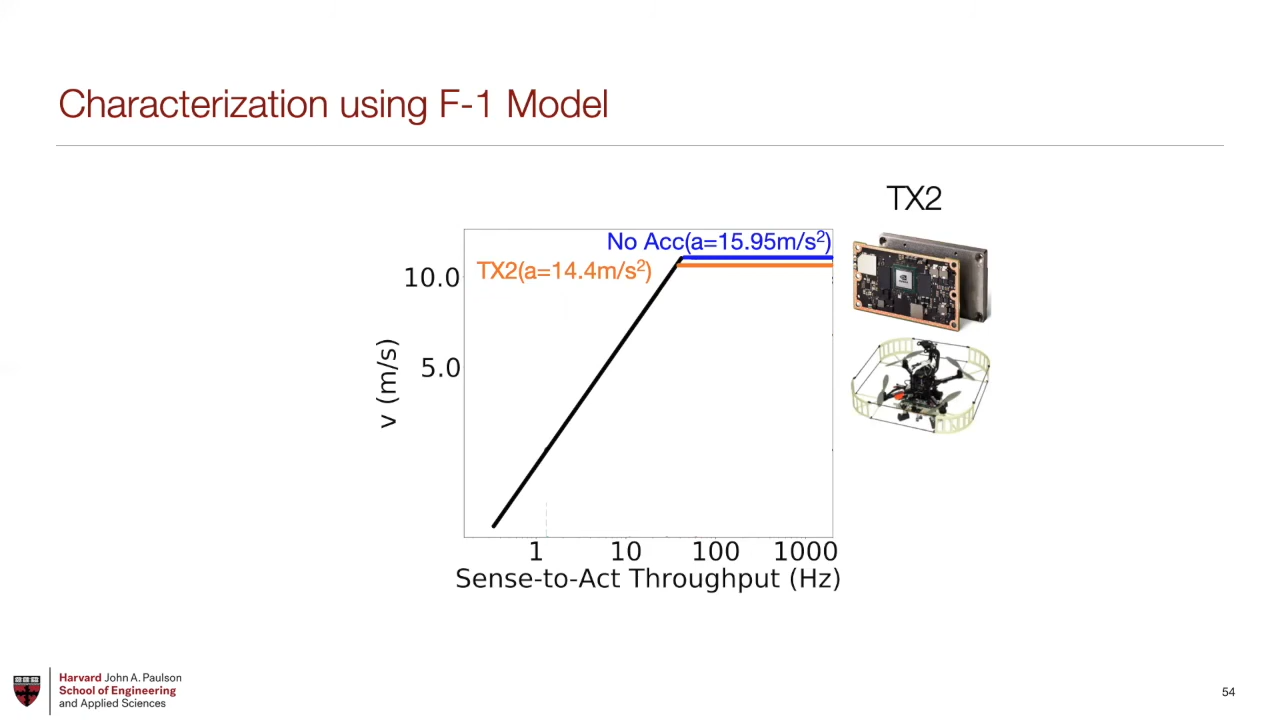 Characterization using F-1 Model
TX2
No Acc(a=15.95m/s²)
TX2(a=14.4m/s²)
10.0
5.0
v (m/s)
1 10 100 1000
Sense-to-Act Throughput (Hz)
Harvard John A. Paulson
School of Engineering
and Applied Sciences
54